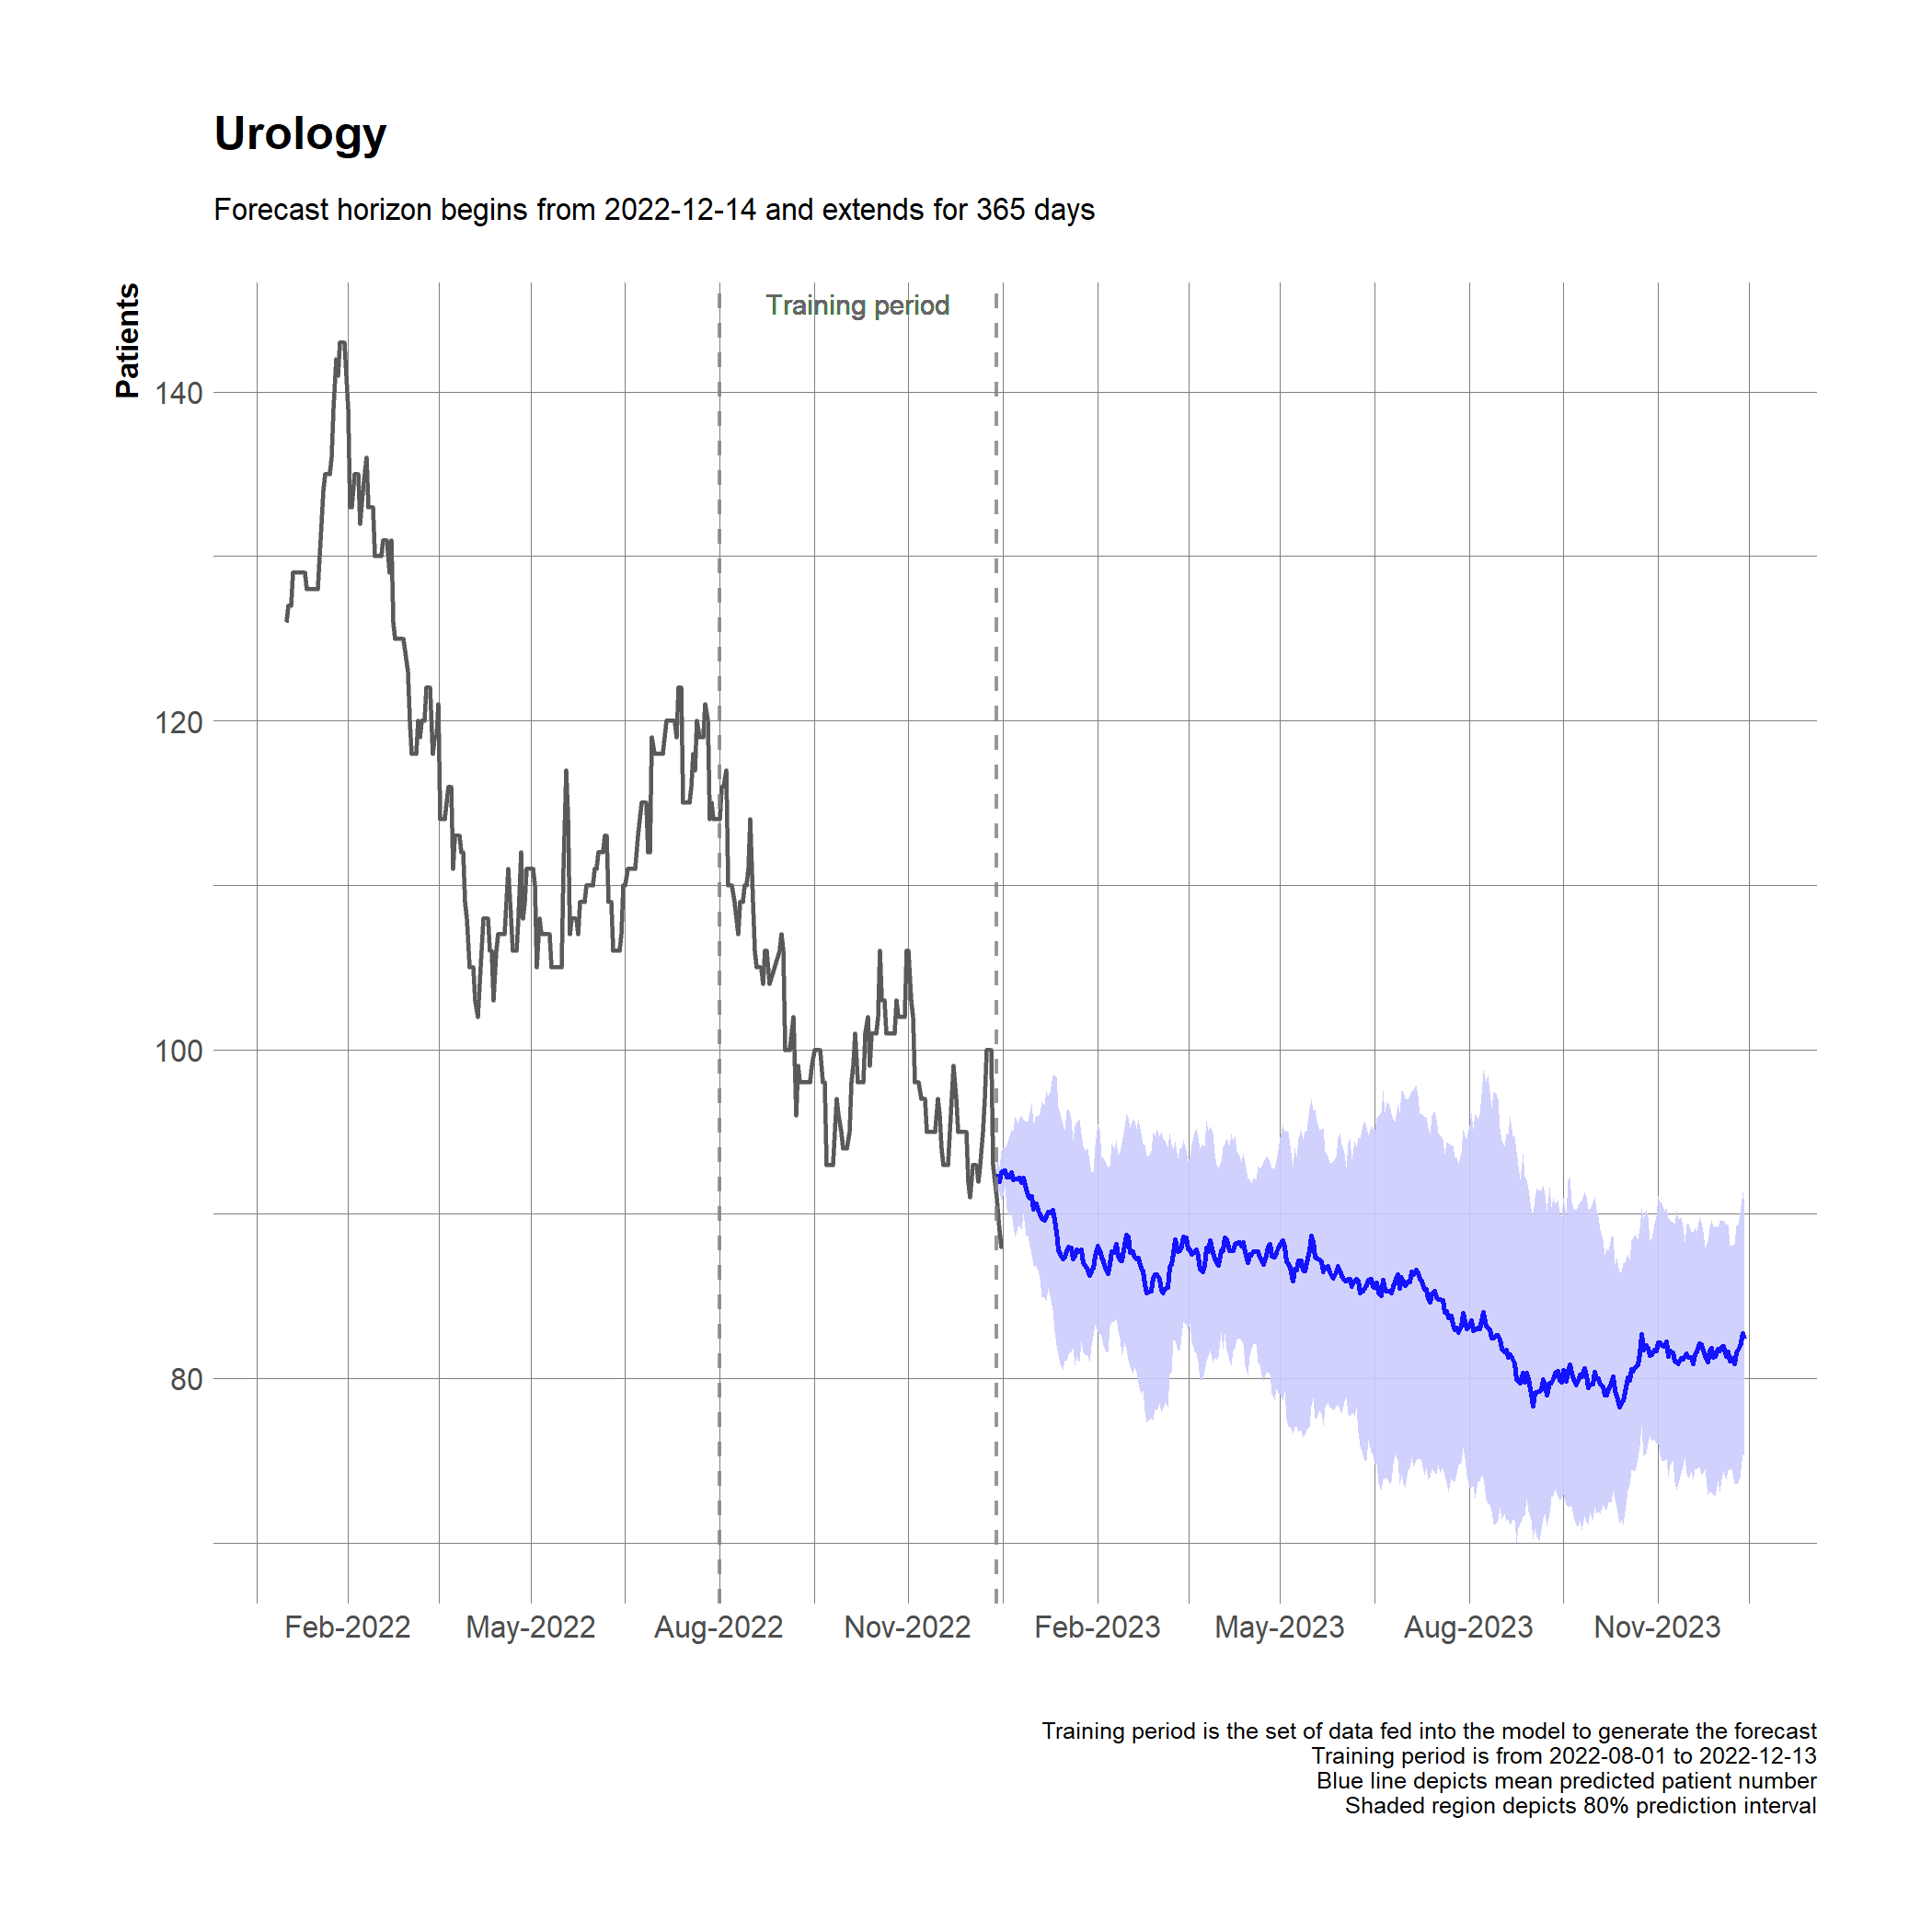 Urology
Forecast horizon begins from 2022-12-14 and extends for 365 days
Patients
Training period
140
120
100
80
Feb-2022 May-2022 Aug-2022 Nov-2022 Feb-2023 May-2023 Aug-2023 Nov-2023
Training period is the set of data fed into the model to generate the forecast
Training period is from 2022-08-01 to 2022-12-13
Blue line depicts mean predicted patient number
Shaded region depicts 80% prediction interval